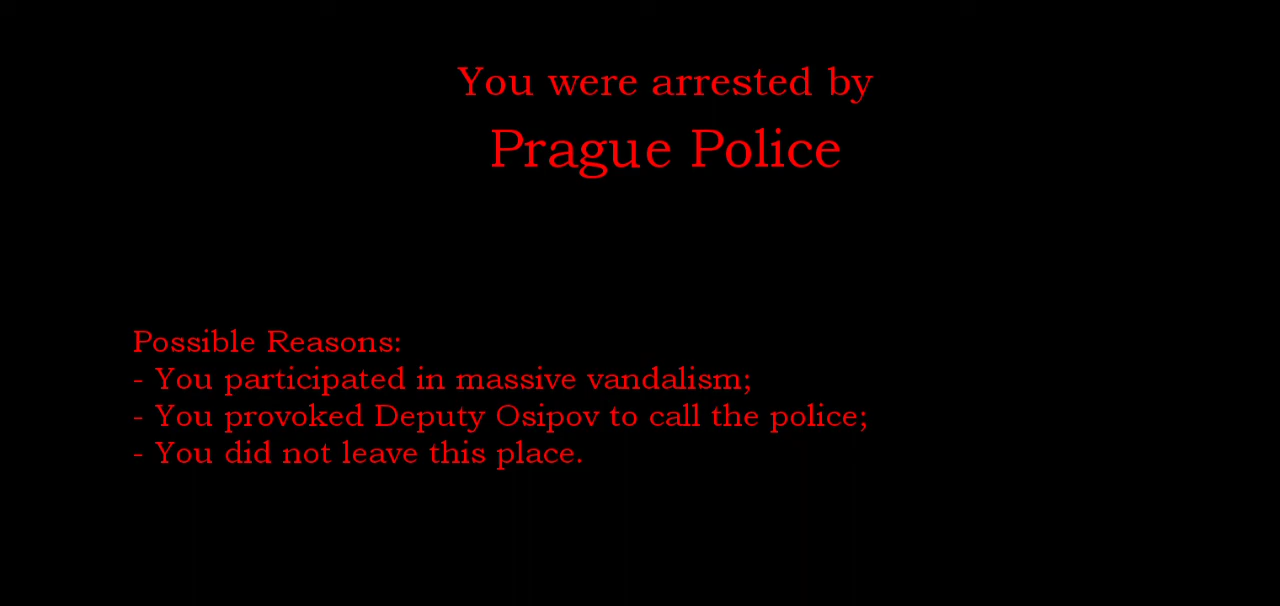 You were arrested by
Prague Police
Possible Reasons:
- You participated in massive vandalism;
- You provoked Deputy Osipov to call the police;
- You did not leave this place.